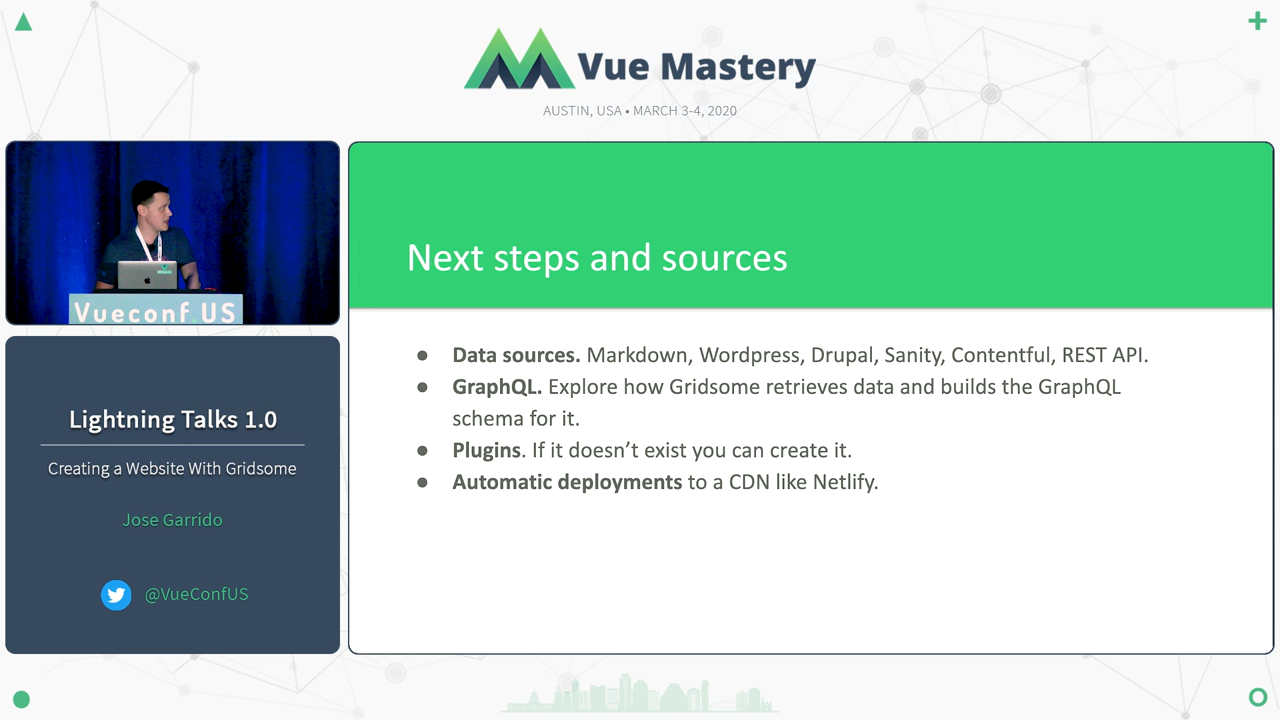 Vue Mastery
AUSTIN, USA • MARCH 3-4, 2020
Vueconf.US
Lightning Talks 1.0
Creating a Website With Gridsome
Jose Garrido
@VueConfUS
Next steps and sources
● Data sources. Markdown, Wordpress, Drupal, Sanity, Contentful, REST API.
● GraphQL. Explore how Gridsome retrieves data and builds the GraphQL
schema for it.
● Plugins. If it doesn’t exist you can create it.
● Automatic deployments to a CDN like Netlify.